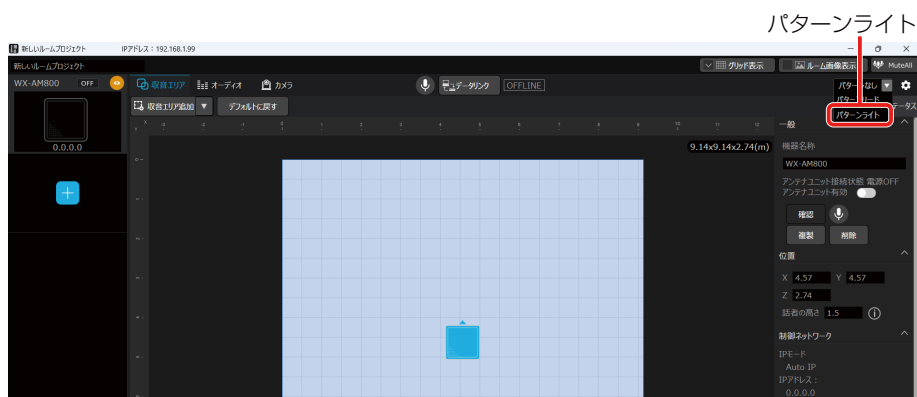 パターンライト
新しいルームプロジェクト IPアドレス：192.168.1.99
新しいルームプロジェクト グリッド表示 ルーム画像表示 MuteAll
WX-AM800 OFF 収音エリア オーディオ カメラ データリンク OFFLINE パターンなし
収音エリア追加 デフォルトに戻す
パターンライト
一般
0.0.0.0
9.14x9.14x2.74(m)
機器名称
WX-AM800
アンテナユニット接続状態 電源OFF
アンテナユニット有効
確認
複製 削除
位置
X 4.57 Y 4.57
Z 2.74
話者の高さ 1.5
制御ネットワーク
IPモード
Auto IP
IPアドレス：
0.0.0.0